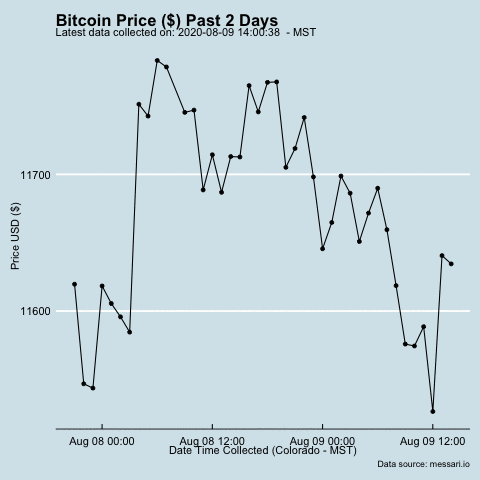 Bitcoin Price ($) Past 2 Days
Latest data collected on: 2020-08-09 14:00:38 - MST
11700
11600
Price USD ($)
Aug 08 00:00 Aug 08 12:00 Aug 09 00:00 Aug 09 12:00
Date Time Collected (Colorado - MST)
Data source: messari.io